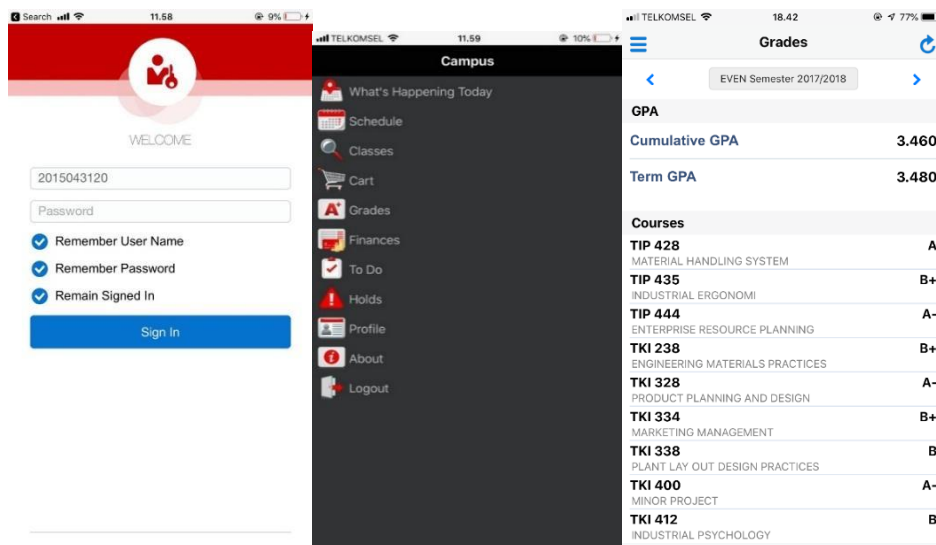 Search 11.58 9%
WELCOME
2015043120
Password
Remember User Name
Remember Password
Remain Signed In
Sign In
TELKOMSEL 11.59 10%
Campus
What's Happening Today
Schedule
Classes
Cart
A+ Grades
Finances
To Do
Holds
Profile
About
Logout
TELKOMSEL 18.42 77%
Grades
EVEN Semester 2017/2018
GPA
Cumulative GPA 3.460
Term GPA 3.480
Courses
TIP 428 A
MATERIAL HANDLING SYSTEM
TIP 435 B+
INDUSTRIAL ERGONOMI
TIP 444 A-
ENTERPRISE RESOURCE PLANNING
TKI 238 B+
ENGINEERING MATERIALS PRACTICES
TKI 328 A-
PRODUCT PLANNING AND DESIGN
TKI 334 B+
MARKETING MANAGEMENT
TKI 338 B
PLANT LAY OUT DESIGN PRACTICES
TKI 400 A-
MINOR PROJECT
TKI 412 B
INDUSTRIAL PSYCHOLOGY